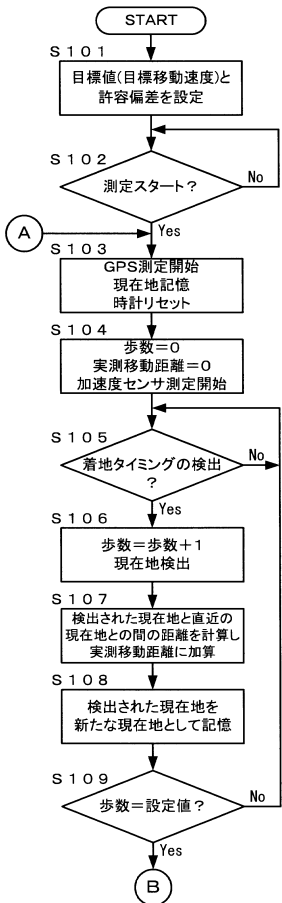 START
S101
目標値(目標移動速度)と
許容偏差を設定
S102
測定スタート?
No
Yes
A
S103
GPS測定開始
現在地記憶
時計リセット
S104
歩数=0
実測移動距離=0
加速度センサ測定開始
S105
着地タイミングの検出
?
No
Yes
S106
歩数=歩数+1
現在地検出
S107
検出された現在地と直近の
現在地との間の距離を計算し
実測移動距離に加算
S108
検出された現在地を
新たな現在地として記憶
S109
歩数=設定値?
No
Yes
B